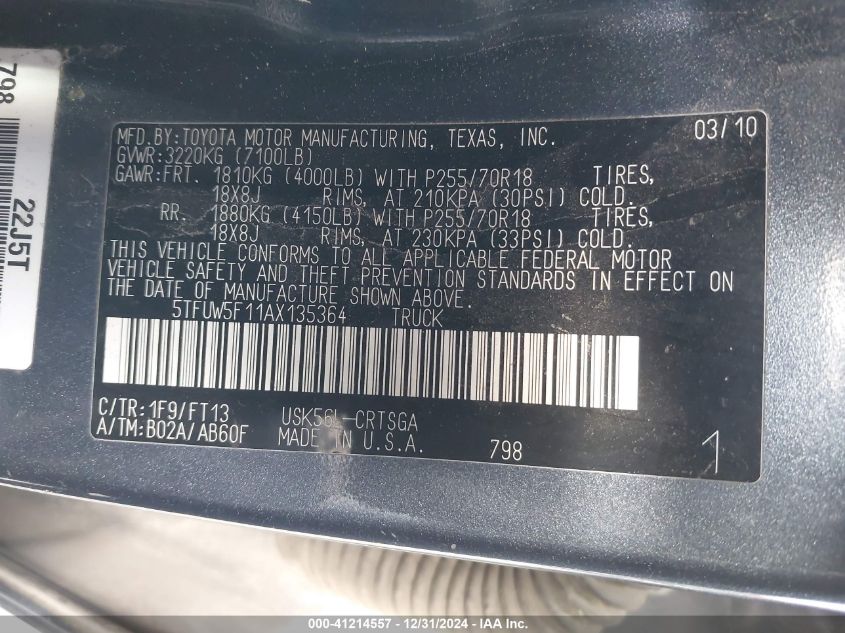 798
22J5T
MFD.BY:TOYOTA MOTOR MANUFACTURING, TEXAS, INC. 03/10
GVWR:3220KG (7100LB)
GAWR:FRT. 1810KG (4000LB) WITH P255/70R18 TIRES,
18X8J RIMS, AT 210KPA (30PSI) COLD.
RR. 1880KG (4150LB) WITH P255/70R18 TIRES,
18X8J RIMS, AT 230KPA (33PSI) COLD.
THIS VEHICLE CONFORMS TO ALL APPLICABLE FEDERAL MOTOR
VEHICLE SAFETY AND THEFT PREVENTION STANDARDS IN EFFECT ON
THE DATE OF MANUFACTURE SHOWN ABOVE.
5TFUW5F11AX135364 TRUCK
C/TR:1F9/FT13 USK56L-CRTSGA
A/TM:B02A/AB60F MADE IN U.S.A. 798 1
000-41214557 - 12/31/2024 - IAA Inc.